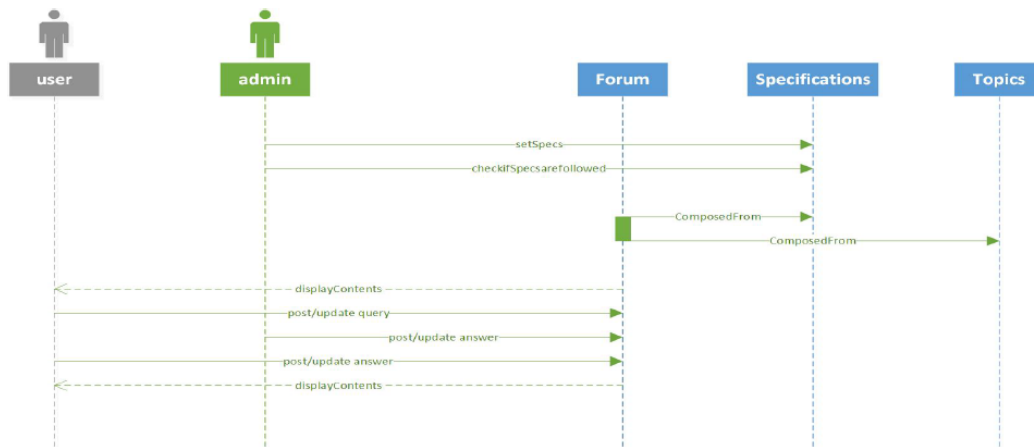 user
admin
Forum
Specifications
Topics
setSpecs
checkifSpecsarefollowed
ComposedFrom
ComposedFrom
displayContents
post/update query
post/update answer
post/update answer
displayContents